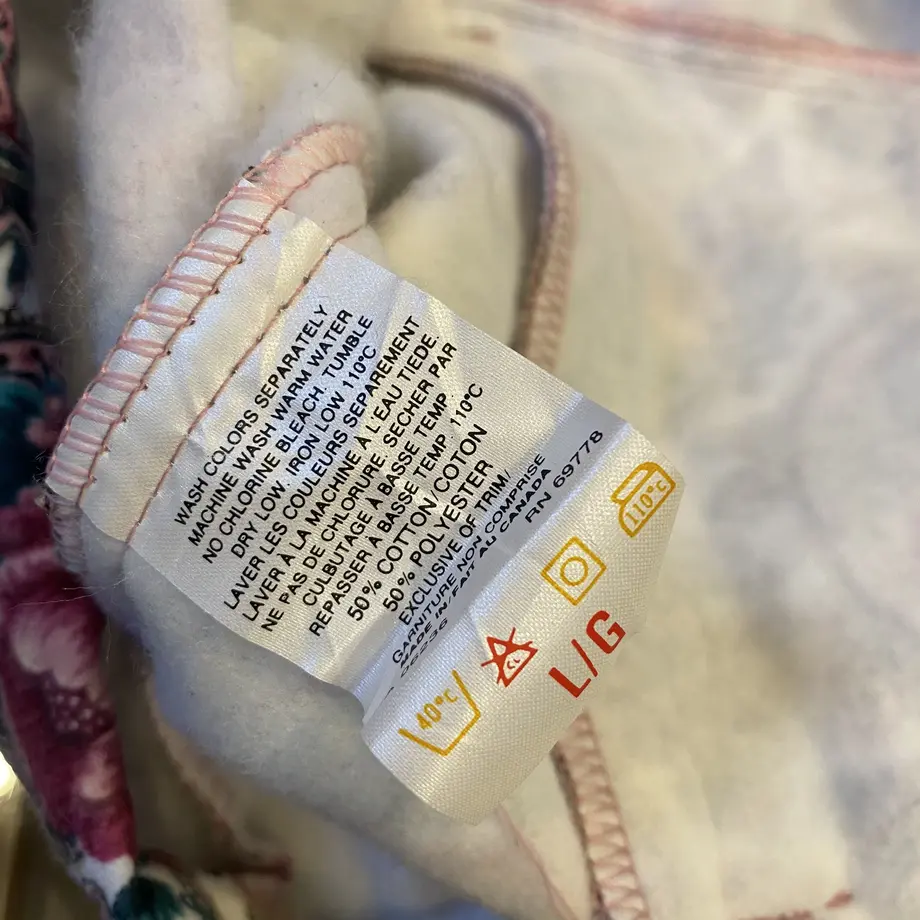 WASH COLORS SEPARATELY
MACHINE WASH WARM WATER
NO CHLORINE BLEACH. TUMBLE
DRY LOW. IRON LOW 110°C
LAVER LES COULEURS SEPAREMENT
LAVER À LA MACHINE À L'EAU TIEDE.
NE PAS DE CHLORURE. SECHER PAR
CULBUTAGE À BASSE TEMP.
REPASSER À BASSE TEMP. 110°C
50% COTTON/COTON
50% POLYESTER
EXCLUSIVE OF TRIM/
GARNITURE NON COMPRISE
MADE IN/FAIT AU CANADA
RN 69778
40°C
CL
110°C
L/G